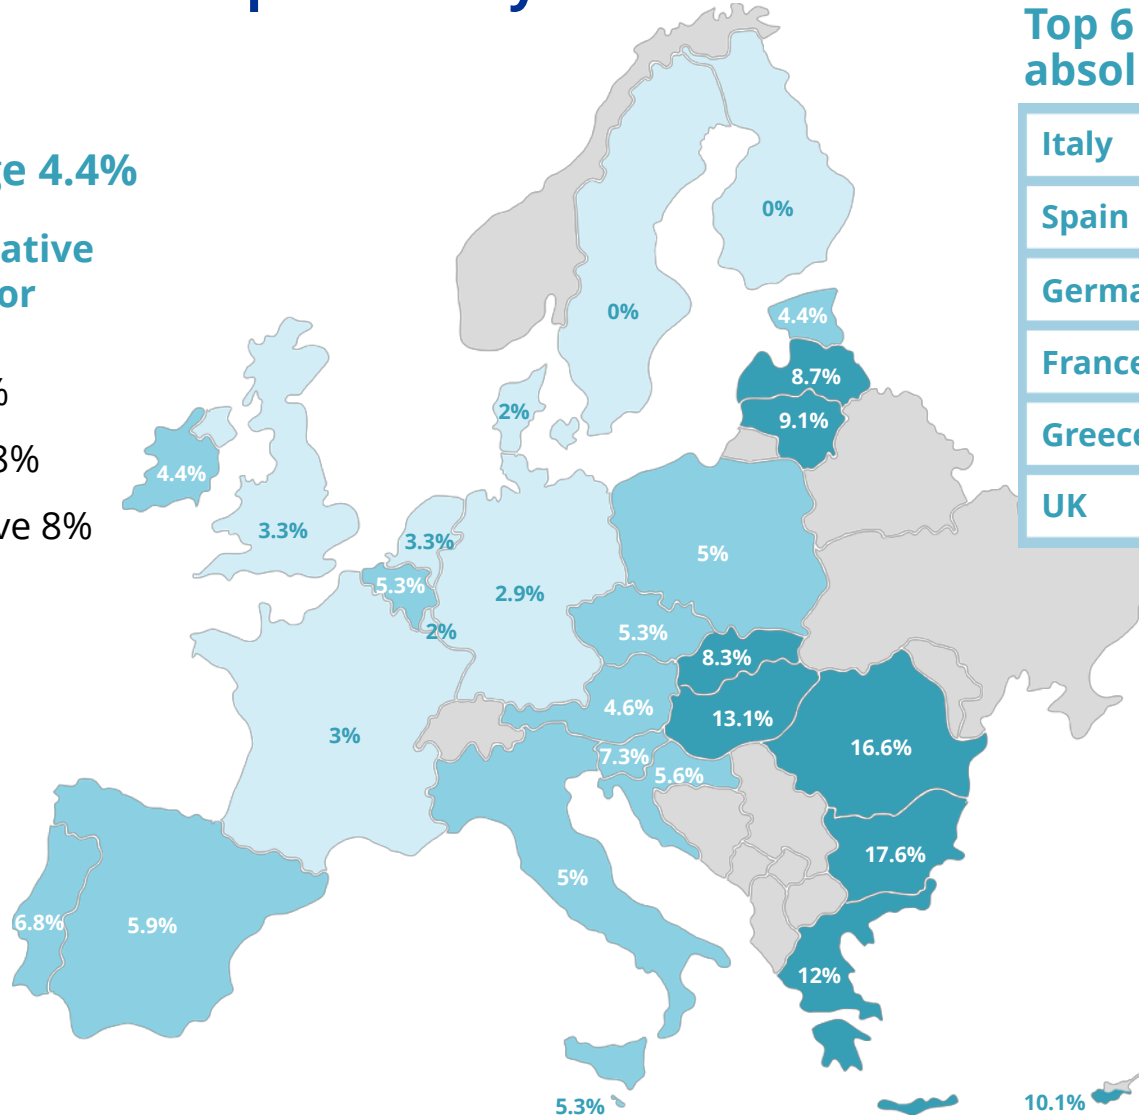 Top 6
absol
ge 4.4%
ative
or
%
8%
ve 8%
Italy
Spain
Germa
France
Greece
UK
0%
0%
4.4%
8.7%
9.1%
2%
4.4%
3.3%
3.3%
5.3%
2%
2.9%
5%
5.3%
8.3%
4.6%
13.1%
3%
7.3%
5.6%
16.6%
17.6%
5%
6.8%
5.9%
12%
5.3%
10.1%